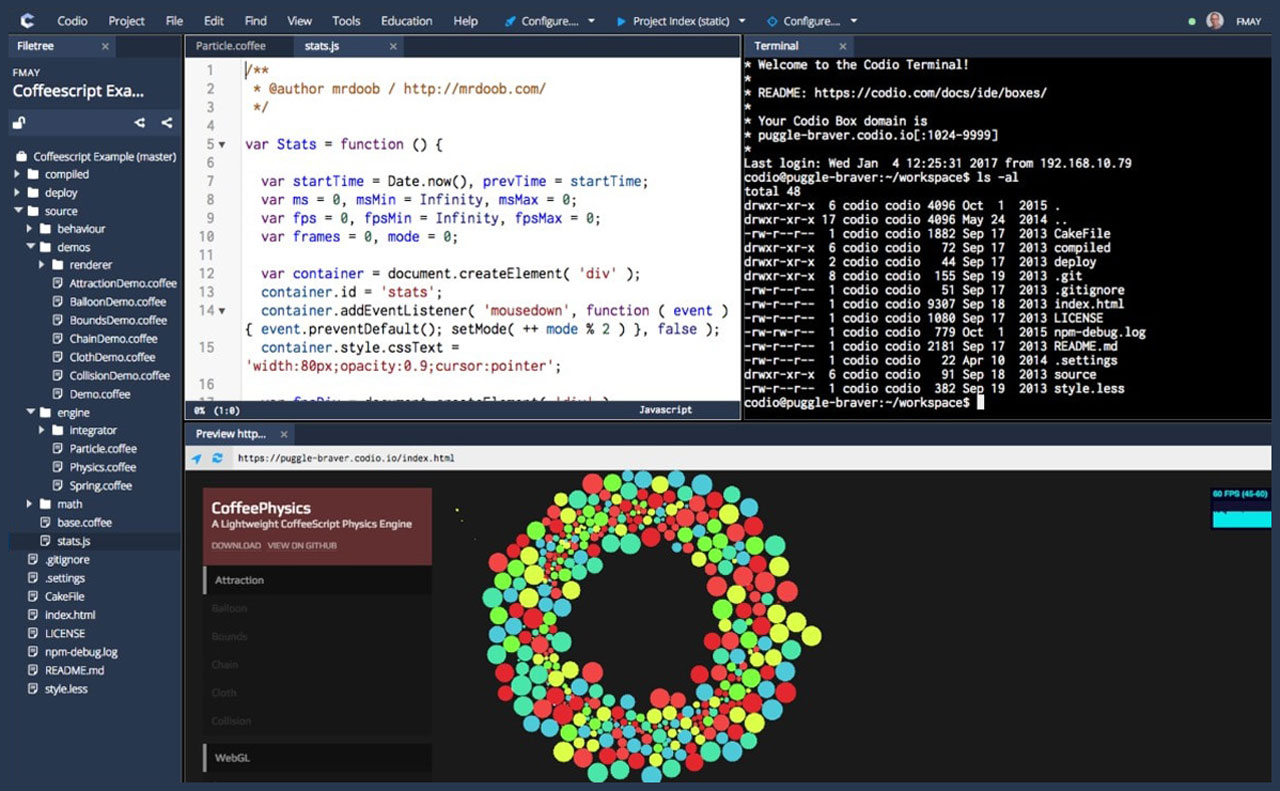 Codio Project File Edit Find View Tools Education Help Configure.... Project Index (static) Configure.... FMAY
Filetree ×
FMAY
Coffeescript Exa...
Coffeescript Example (master)
compiled
deploy
source
behaviour
demos
renderer
AttractionDemo.coffee
BalloonDemo.coffee
BoundsDemo.coffee
ChainDemo.coffee
ClothDemo.coffee
CollisionDemo.coffee
Demo.coffee
engine
integrator
Particle.coffee
Physics.coffee
Spring.coffee
math
base.coffee
stats.js
.gitignore
.settings
CakeFile
index.html
LICENSE
npm-debug.log
README.md
style.less
Particle.coffee stats.js ×
1 /**
2 * @author mrdoob / http://mrdoob.com/
3 */
4
5 var Stats = function () {
6
7 var startTime = Date.now(), prevTime = startTime;
8 var ms = 0, msMin = Infinity, msMax = 0;
9 var fps = 0, fpsMin = Infinity, fpsMax = 0;
10 var frames = 0, mode = 0;
11
12 var container = document.createElement( 'div' );
13 container.id = 'stats';
14 container.addEventListener( 'mousedown', function ( event )
{ event.preventDefault(); setMode( ++ mode % 2 ) }, false );
15 container.style.cssText =
'width:80px;opacity:0.9;cursor:pointer';
16
0% (1:0) Javascript
Terminal ×
* Welcome to the Codio Terminal!
*
* README: https://codio.com/docs/ide/boxes/
*
* Your Codio Box domain is
* puggle-braver.codio.io[:1024-9999]
*
Last login: Wed Jan 4 12:25:31 2017 from 192.168.10.79
codio@puggle-braver:~/workspace$ ls -al
total 48
drwxr-xr-x 6 codio codio 4096 Oct 1 2015 .
drwxr-xr-x 17 codio codio 4096 May 24 2014 ..
-rw-r--r-- 1 codio codio 1882 Sep 17 2013 CakeFile
drwxr-xr-x 6 codio codio 72 Sep 17 2013 compiled
drwxr-xr-x 2 codio codio 44 Sep 17 2013 deploy
drwxr-xr-x 8 codio codio 155 Sep 19 2013 .git
-rw-r--r-- 1 codio codio 51 Sep 17 2013 .gitignore
-rw-r--r-- 1 codio codio 9307 Sep 18 2013 index.html
-rw-r--r-- 1 codio codio 1080 Sep 17 2013 LICENSE
-rw-r--r-- 1 codio codio 779 Oct 1 2015 npm-debug.log
-rw-r--r-- 1 codio codio 2181 Sep 17 2013 README.md
-rw-r--r-- 1 codio codio 22 Apr 10 2014 .settings
drwxr-xr-x 6 codio codio 91 Sep 18 2013 source
-rw-r--r-- 1 codio codio 382 Sep 19 2013 style.less
codio@puggle-braver:~/workspace$
Preview http... ×
https://puggle-braver.codio.io/index.html
CoffeePhysics
A Lightweight CoffeeScript Physics Engine
DOWNLOAD VIEW ON GITHUB
Attraction
Balloon
Bounds
Chain
Cloth
Collision
WebGL
60 FPS (45-60)